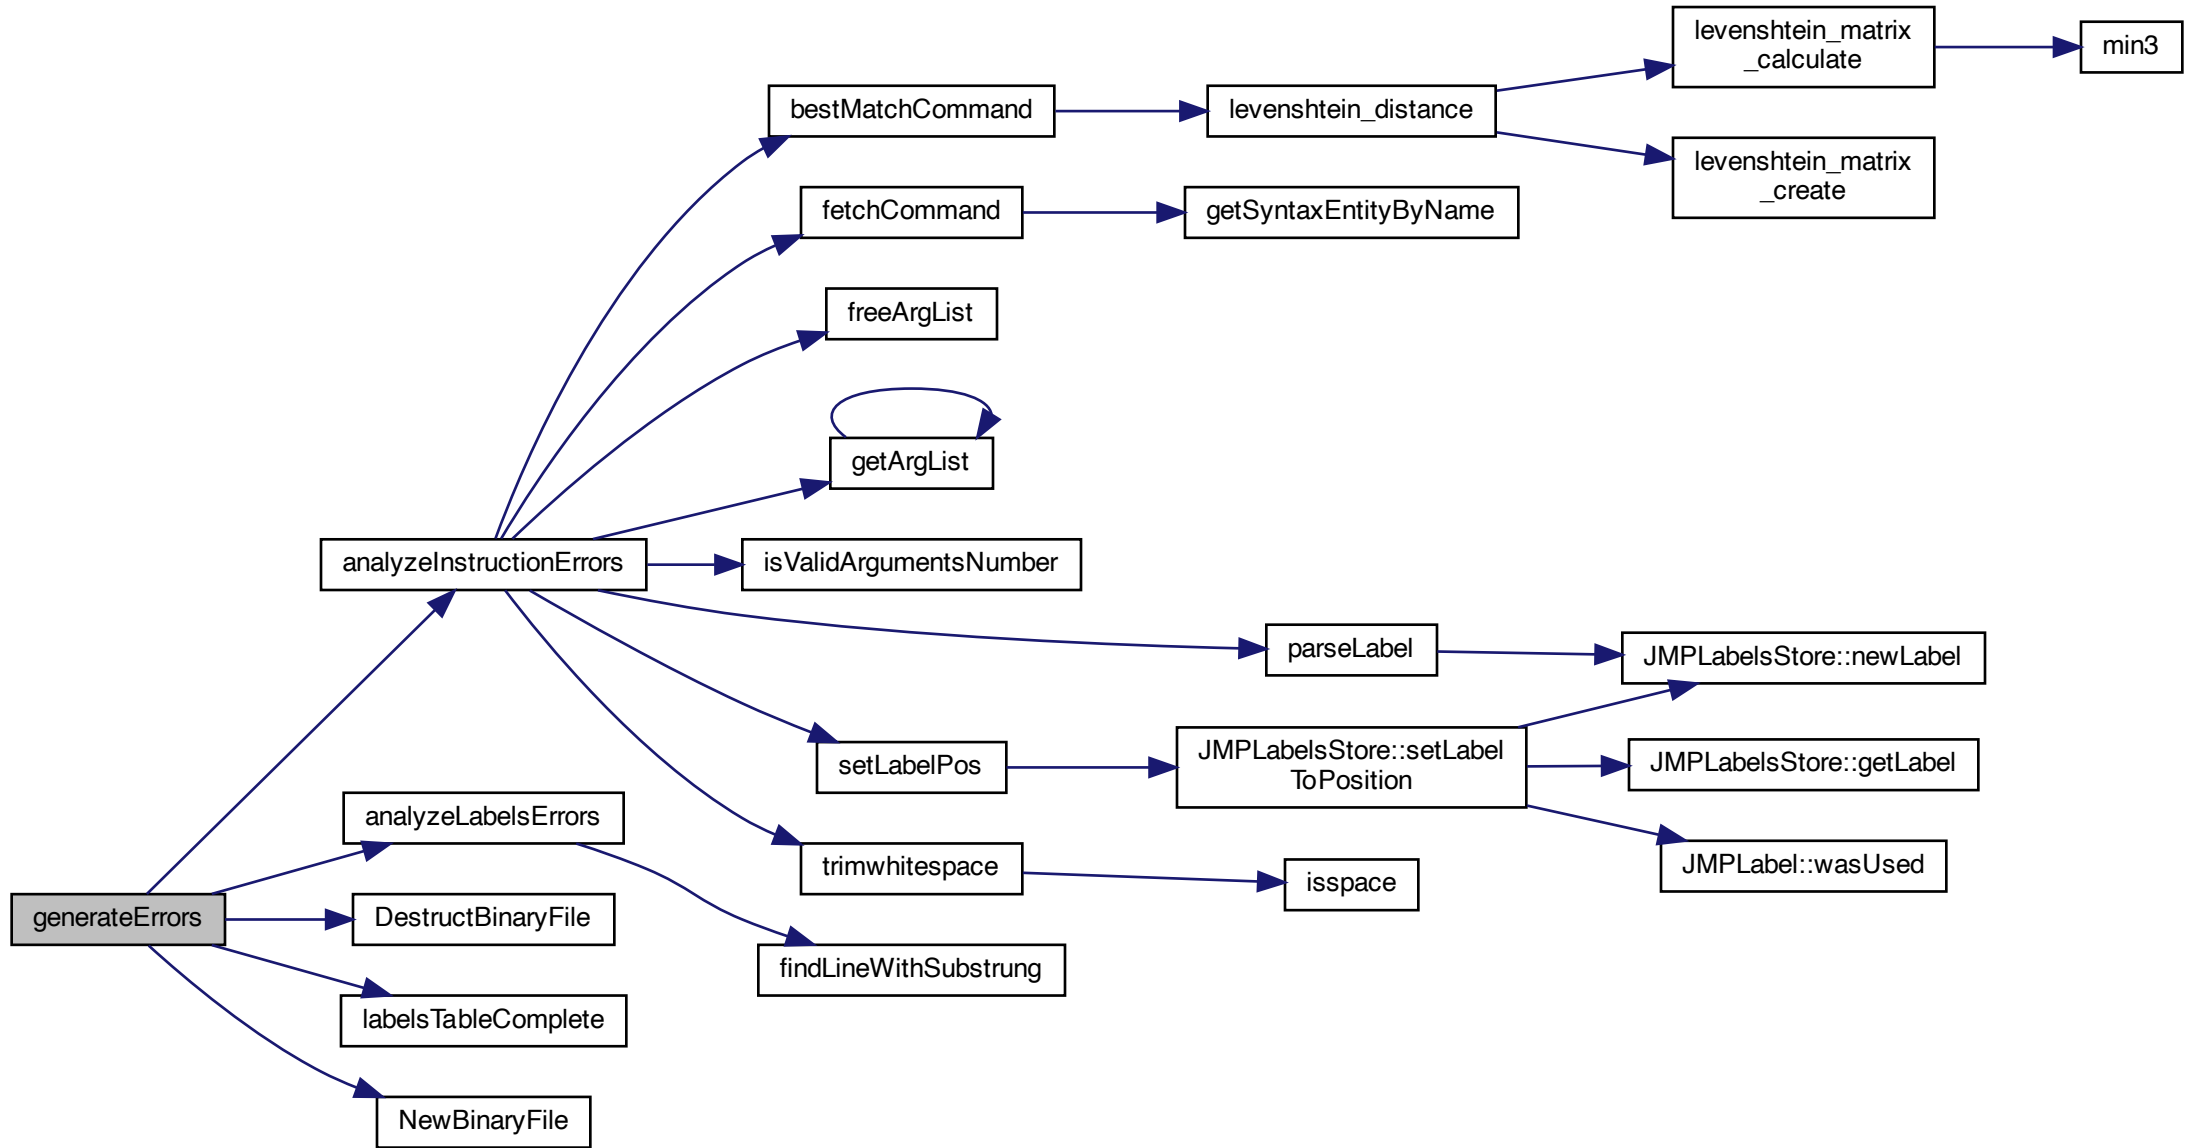 levenshtein_matrix
_calculate
min3
bestMatchCommand
levenshtein_distance
levenshtein_matrix
_create
fetchCommand
getSyntaxEntityByName
freeArgList
getArgList
analyzeInstructionErrors
isValidArgumentsNumber
parseLabel
JMPLabelsStore::newLabel
setLabelPos
JMPLabelsStore::setLabel
ToPosition
JMPLabelsStore::getLabel
analyzeLabelsErrors
trimwhitespace
isspace
JMPLabel::wasUsed
generateErrors
DestructBinaryFile
findLineWithSubstrung
labelsTableComplete
NewBinaryFile